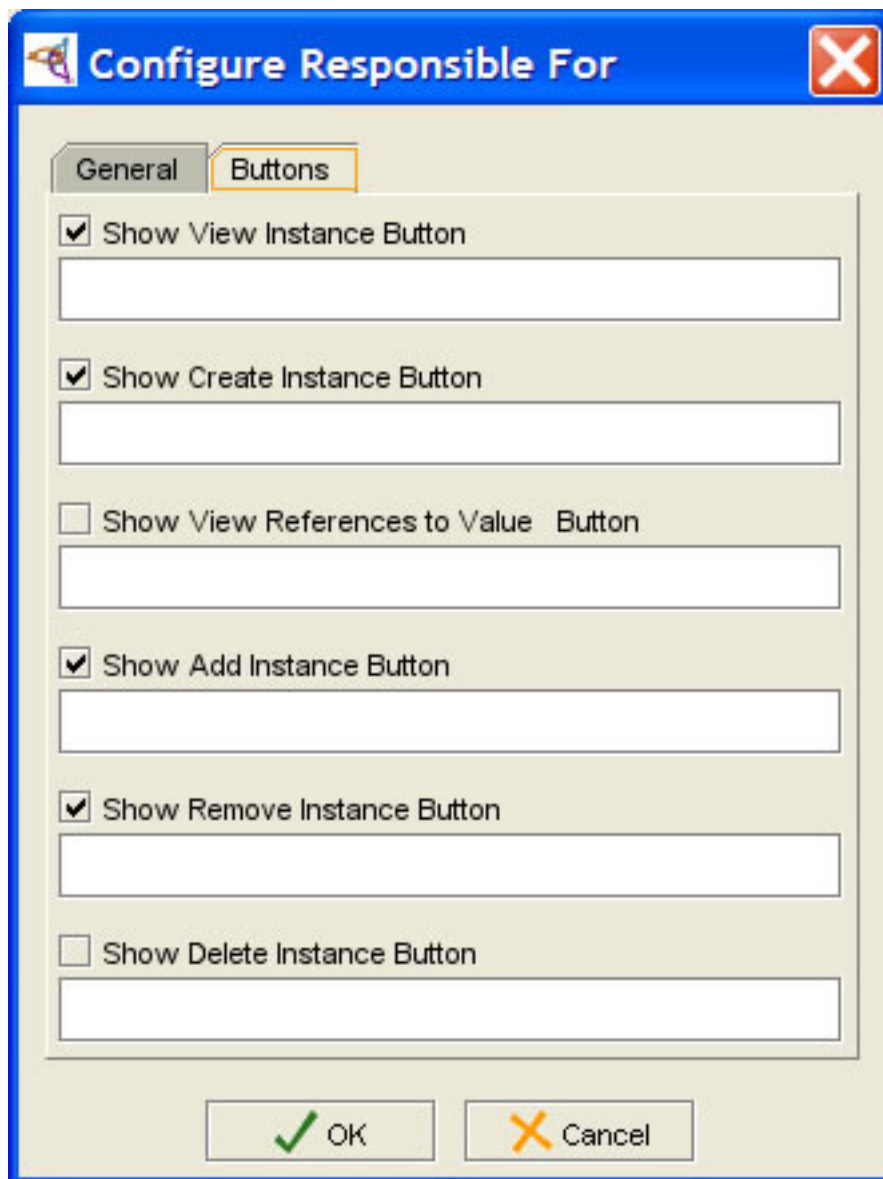 Configure Responsible For
General Buttons
Show View Instance Button
Show Create Instance Button
Show View References to Value Button
Show Add Instance Button
Show Remove Instance Button
Show Delete Instance Button
OK Cancel